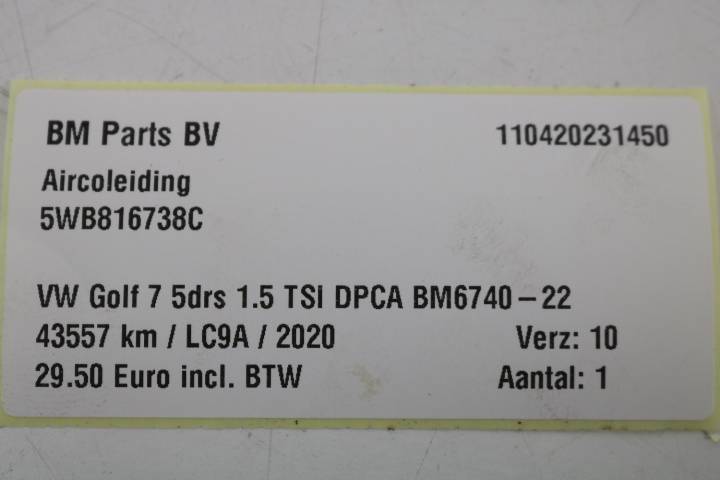 BM Parts BV 110420231450
Aircoleiding
5WB816738C
VW Golf 7 5drs 1.5 TSI DPCA BM6740-22
43557 km / LC9A / 2020 Verz: 10
29.50 Euro incl. BTW Aantal: 1